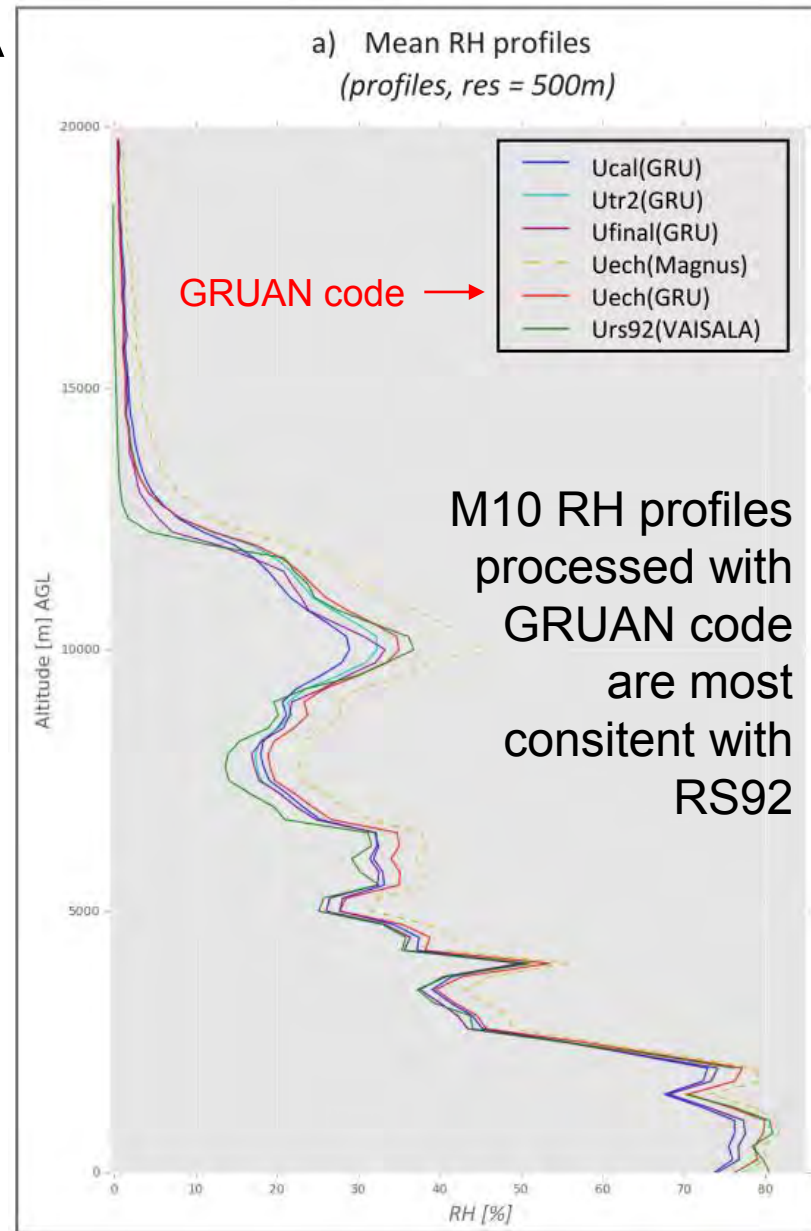 A
a) Mean RH profiles
(profiles, res = 500m)
20000
15000
10000
5000
0
Altitude [m] AGL
Ucal(GRU)
Utr2(GRU)
Ufinal(GRU)
Uech(Magnus)
Uech(GRU)
Urs92(VAISALA)
GRUAN code
M10 RH profiles
processed with
GRUAN code
are most
consitent with
RS92
0 10 20 30 40 50 60 70 80
RH [%]